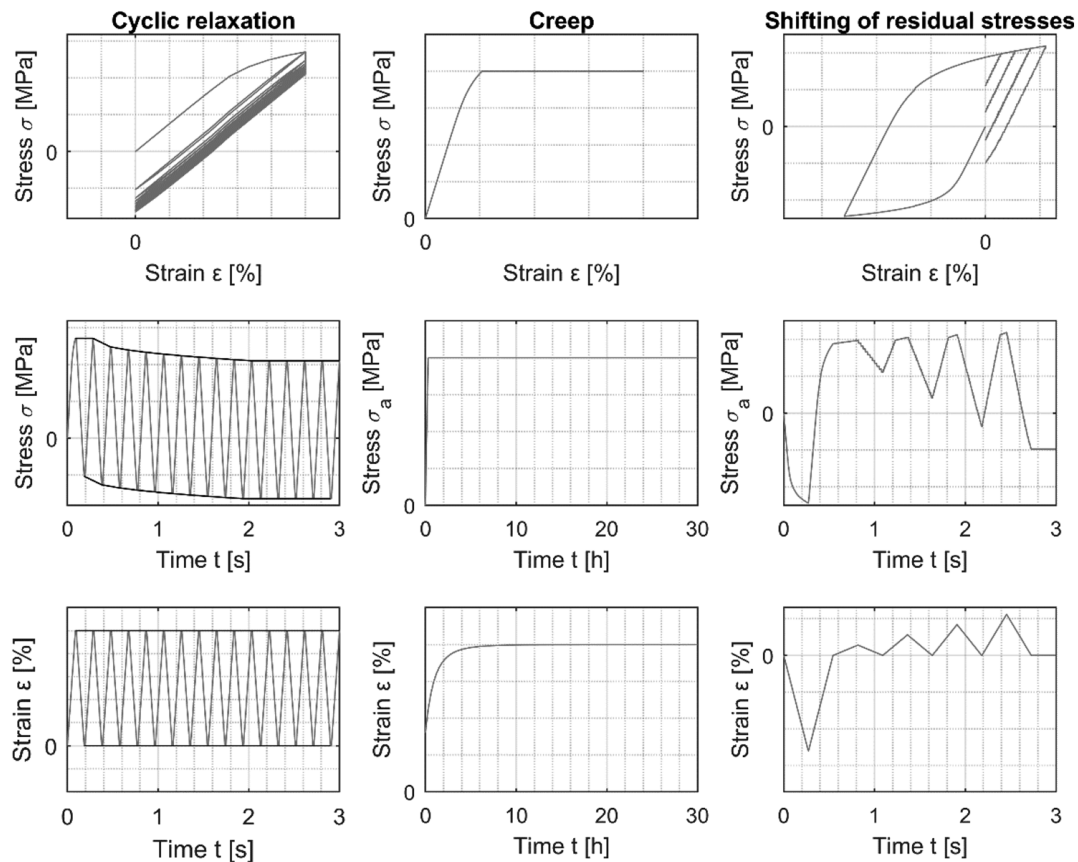 Cyclic relaxation
Creep
Shifting of residual stresses
Stress σ [MPa]
0
0
Strain ε [%]
Stress σ [MPa]
0
0
Strain ε [%]
Stress σ [MPa]
0
0
Strain ε [%]
Stress σ [MPa]
0
0 1 2 3
Time t [s]
Stress σa [MPa]
0
0 10 20 30
Time t [h]
Stress σa [MPa]
0
0 1 2 3
Time t [s]
Strain ε [%]
0
0 1 2 3
Time t [s]
Strain ε [%]
0
0 10 20 30
Time t [h]
Strain ε [%]
0
0 1 2 3
Time t [s]